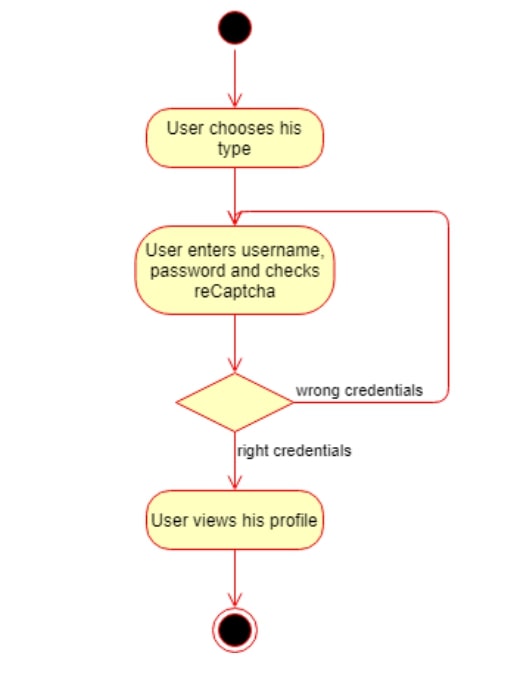 User chooses his
type
User enters username,
password and checks
reCaptcha
wrong credentials
right credentials
User views his profile